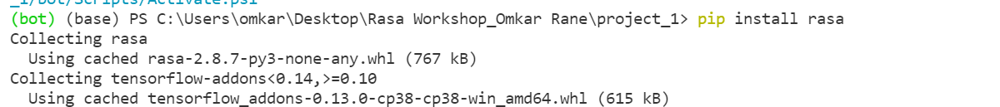 _1/bot/Scripts/Activate.ps1
(bot) (base) PS C:\Users\omkar\Desktop\Rasa Workshop_Omkar Rane\project_1> pip install rasa
Collecting rasa
  Using cached rasa-2.8.7-py3-none-any.whl (767 kB)
Collecting tensorflow-addons<0.14,>=0.10
  Using cached tensorflow_addons-0.13.0-cp38-cp38-win_amd64.whl (615 kB)